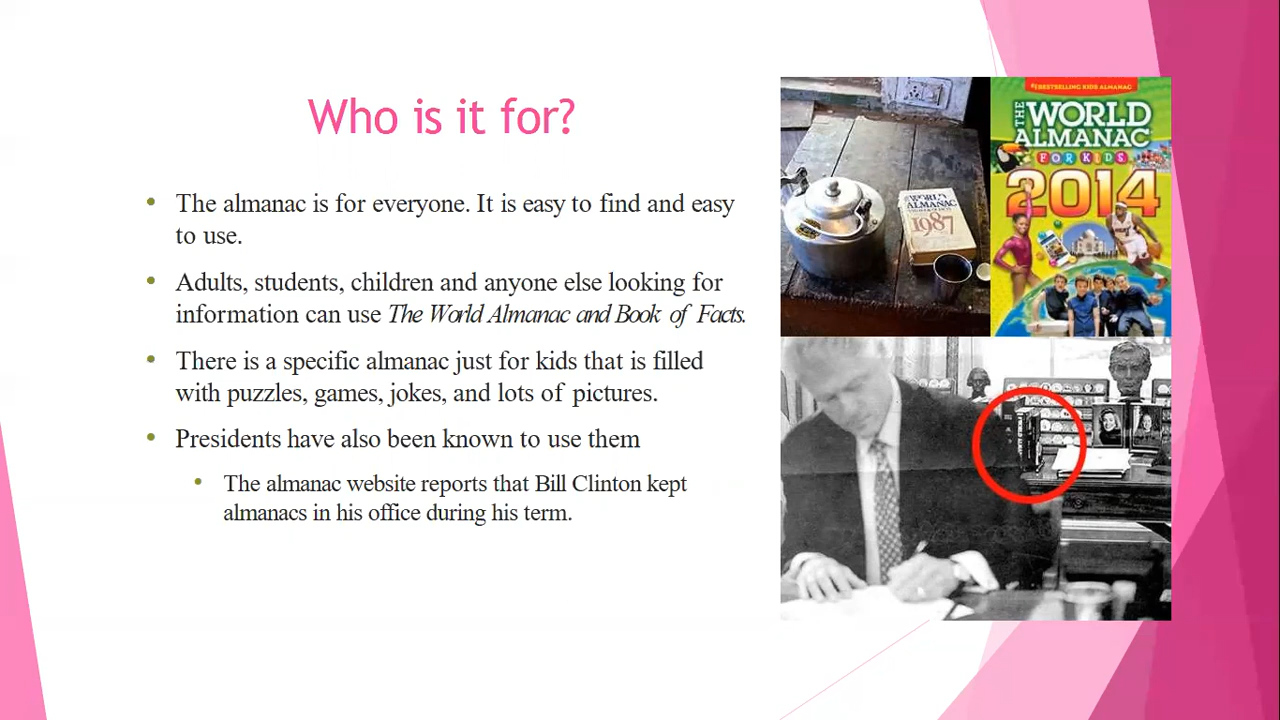 Who is it for?
• The almanac is for everyone. It is easy to find and easy
to use.
• Adults, students, children and anyone else looking for
information can use The World Almanac and Book of Facts.
• There is a specific almanac just for kids that is filled
with puzzles, games, jokes, and lots of pictures.
• Presidents have also been known to use them
• The almanac website reports that Bill Clinton kept
almanacs in his office during his term.
WORLD
ALMANAC
1987
#1 BESTSELLING KIDS ALMANAC
THE
WORLD
ALMANAC
FOR KIDS
2014